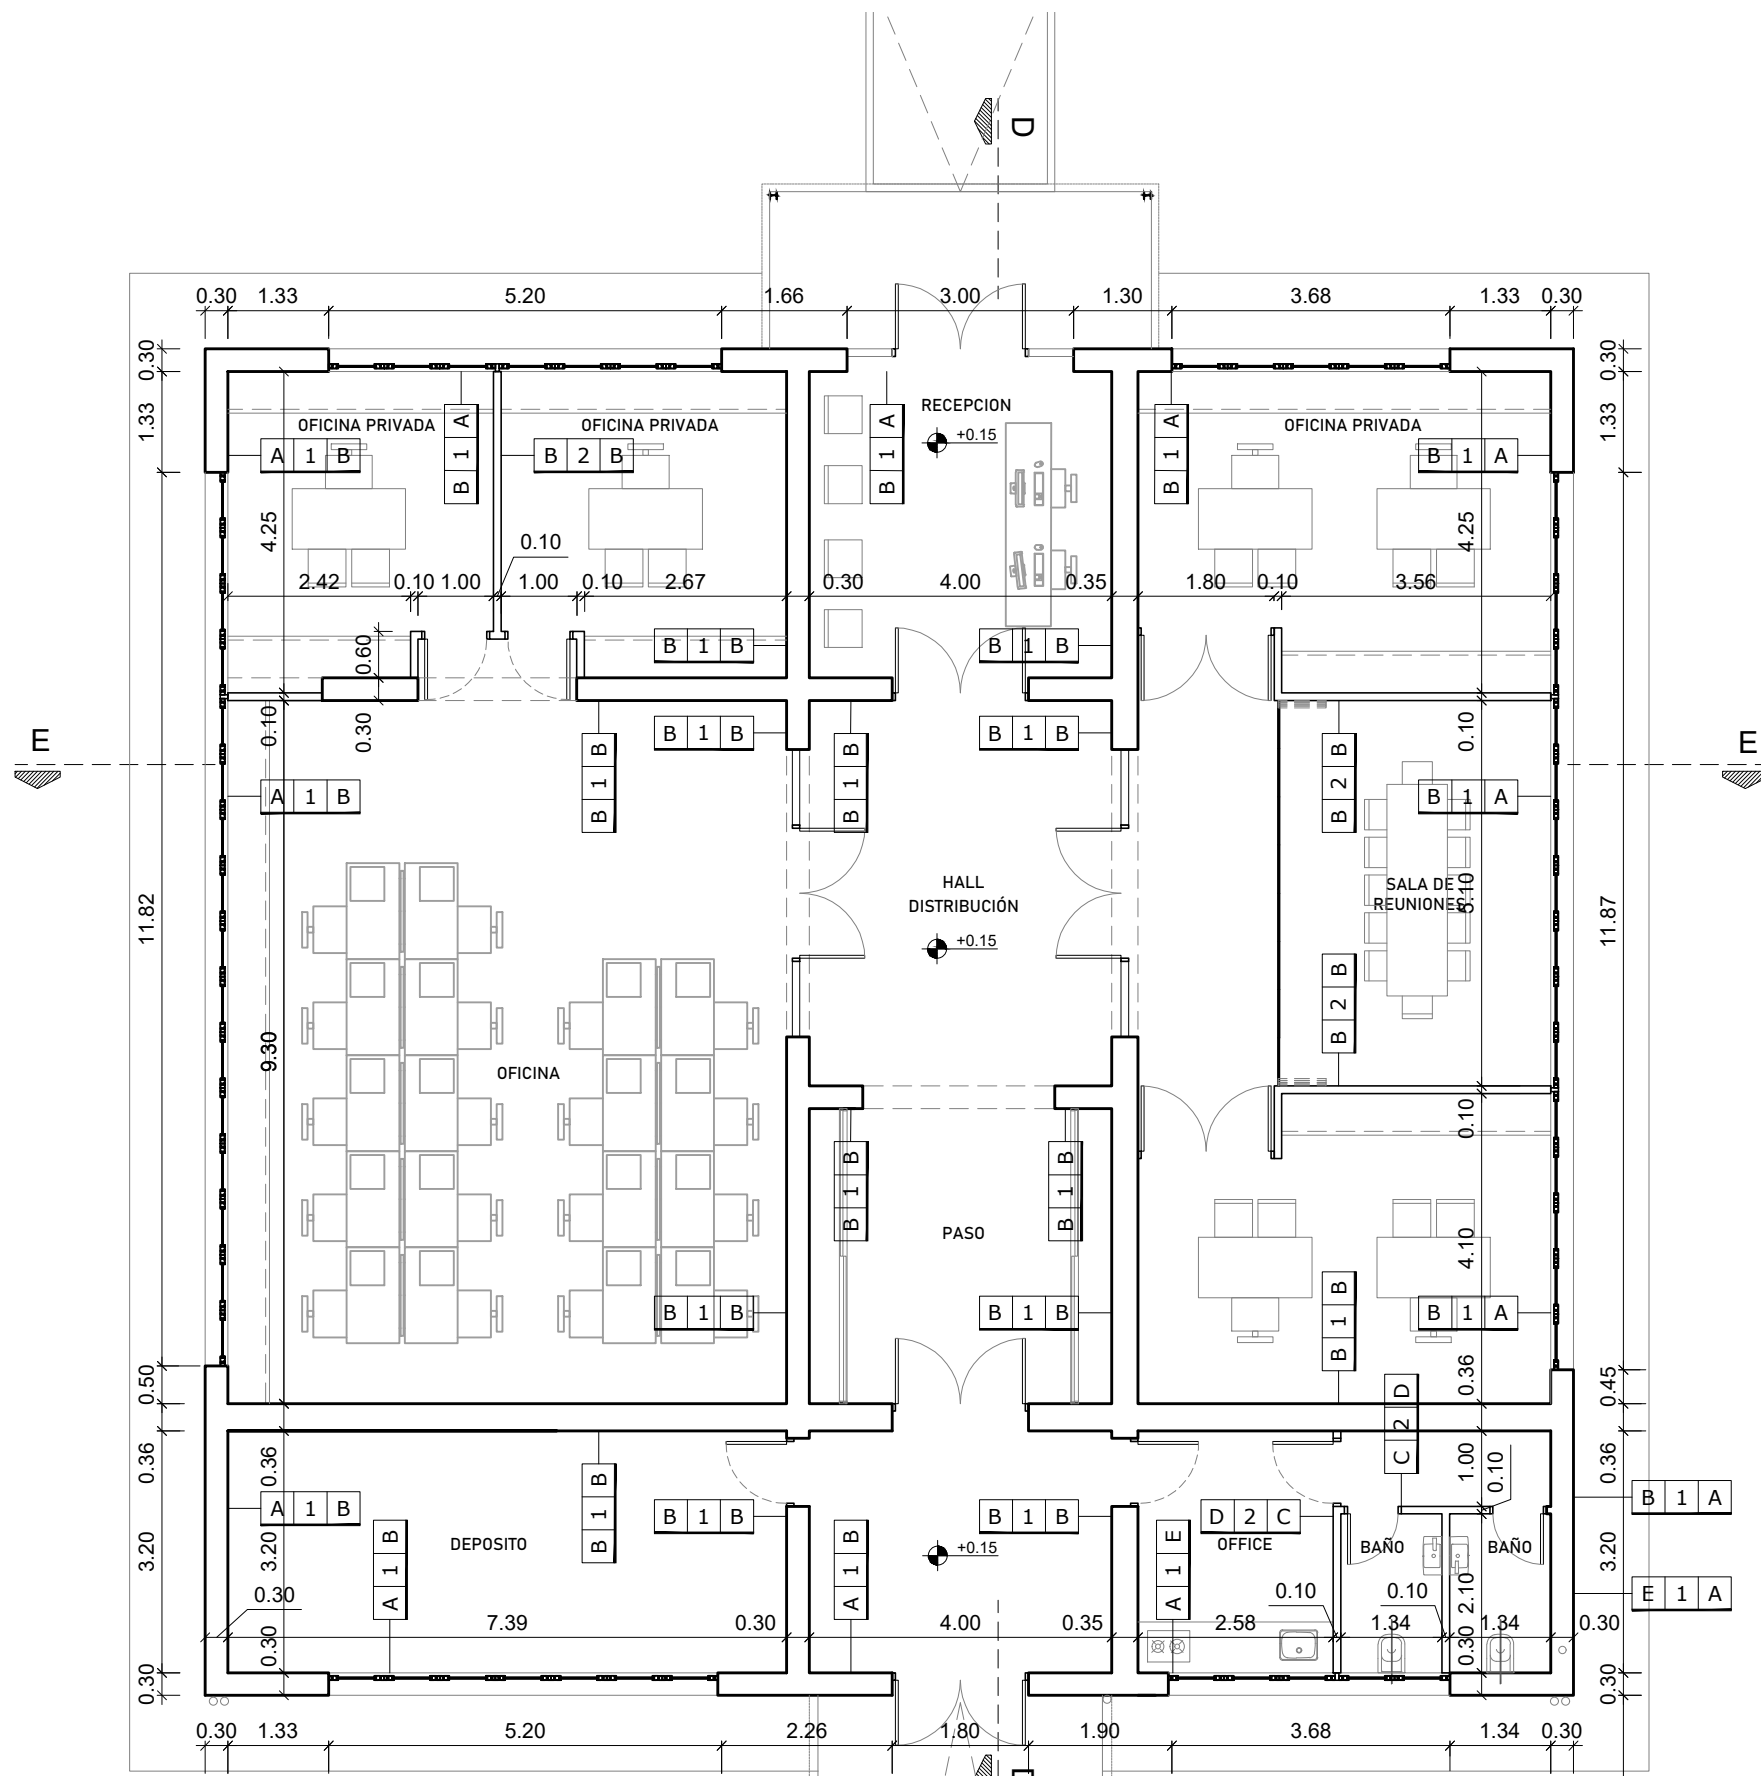 D
0.30 1.33 5.20 1.66 3.00 1.30 3.68 1.33 0.30
0.30
0.30
1.33
1.33
OFICINA PRIVADA
OFICINA PRIVADA
RECEPCION
OFICINA PRIVADA
+0.15
B 1 A
B 1 A
B 1 A
A 1 B
B 2 B
B 1 A
4.25
4.25
0.10
2.42 0.10 1.00 1.00 0.10 2.67 0.30 4.00 0.35 1.80 0.10 3.56
0.60
B 1 B
B 1 B
0.10
0.30
0.10
B 1 B
B 1 B
E
E
B 1 B
B 1 B
B 2 B
A 1 B
B 1 A
HALL
DISTRIBUCIÓN
+0.15
SALA DE
REUNIONES
5.10
11.82
11.87
B 2 B
9.30
OFICINA
0.10
B 1 B
B 1 B
PASO
4.10
B 1 B
B 1 B
B 1 B
B 1 A
0.50
0.36
0.45
C 2 D
0.36
0.36
1.00
0.10
0.36
B 1 B
A 1 B
B 1 B
B 1 B
D 2 C
B 1 A
DEPOSITO
+0.15
OFFICE
BAÑO
BAÑO
3.20
3.20
3.20
A 1 B
A 1 B
A 1 E
E 1 A
0.30
0.10
0.10
2.10
7.39 0.30 4.00 0.35 2.58 1.34 1.34 0.30
0.30
0.30
0.30
0.30
0.30 1.33 5.20 2.26 1.80 1.90 3.68 1.34 0.30